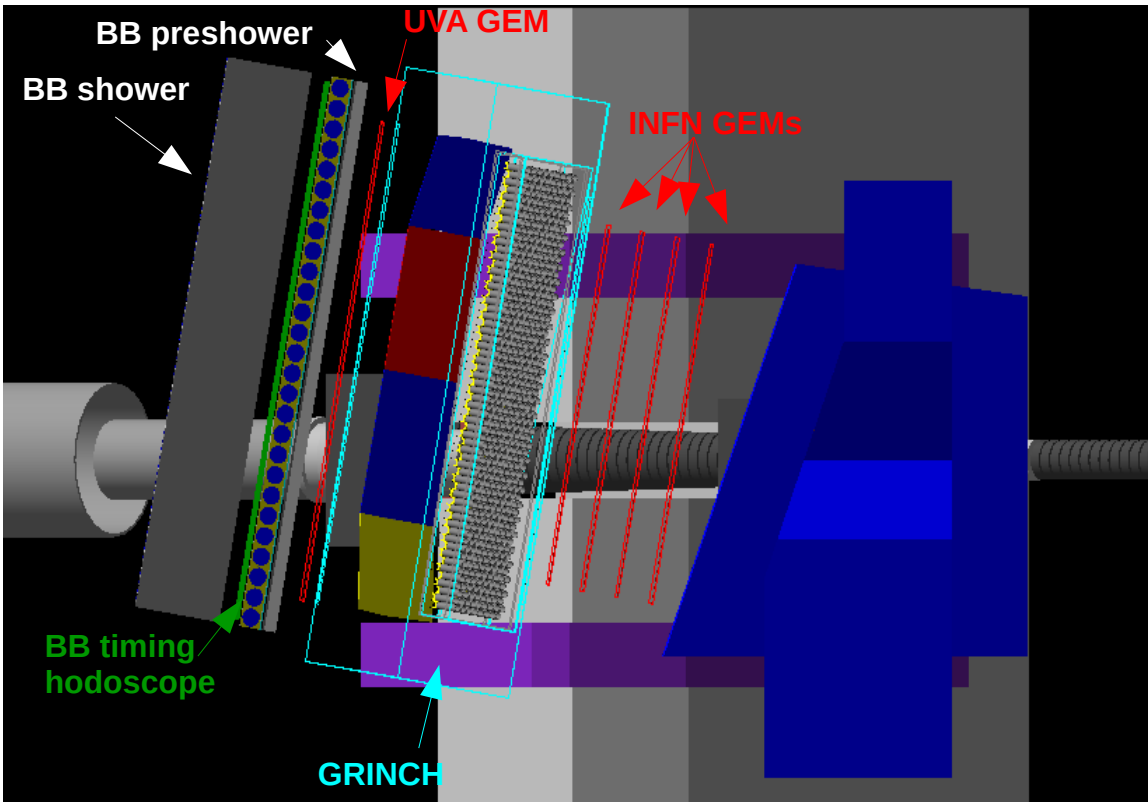 UVA GEM
BB preshower
BB shower
INFN GEMs
BB timing
hodoscope
GRINCH